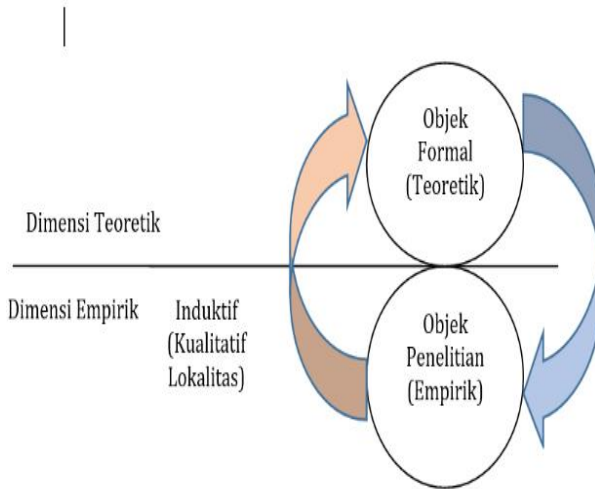 Objek
Formal
(Teoretik)
Dimensi Teoretik
Dimensi Empirik
Induktif
(Kualitatif
Lokalitas)
Objek
Penelitian
(Empirik)